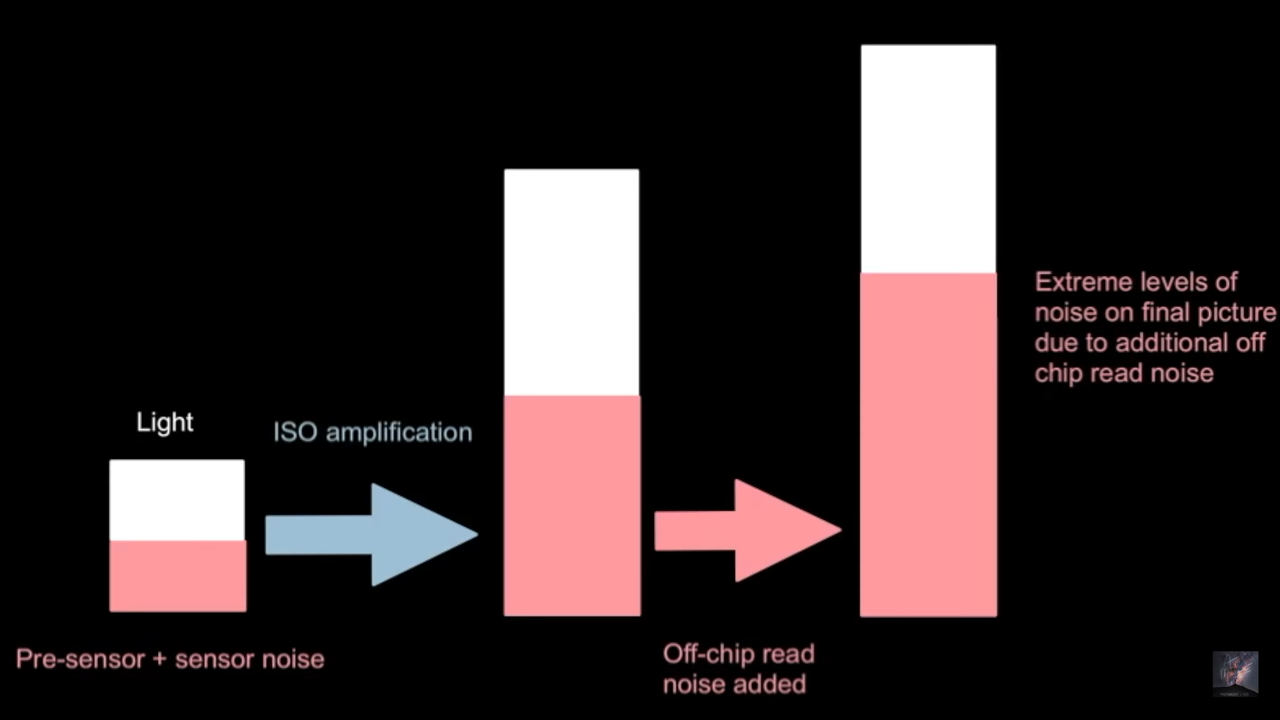 Light
ISO amplification
Pre-sensor + sensor noise
Off-chip read
noise added
Extreme levels of
noise on final picture
due to additional off
chip read noise